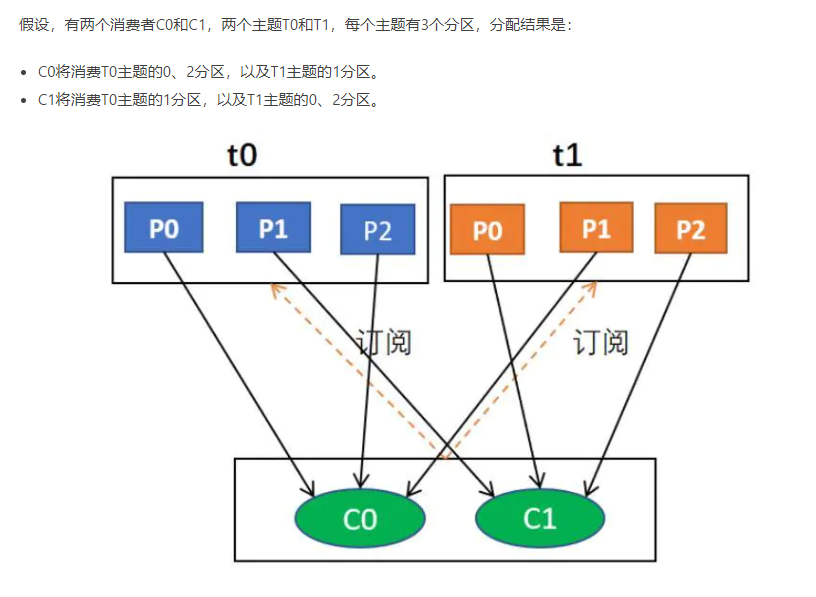 假设，有两个消费者C0和C1，两个主题T0和T1，每个主题有3个分区，分配结果是：
C0将消费T0主题的0、2分区，以及T1主题的1分区。
C1将消费T0主题的1分区，以及T1主题的0、2分区。
t0 t1
P0 P1 P2 P0 P1 P2
订阅 订阅
C0 C1